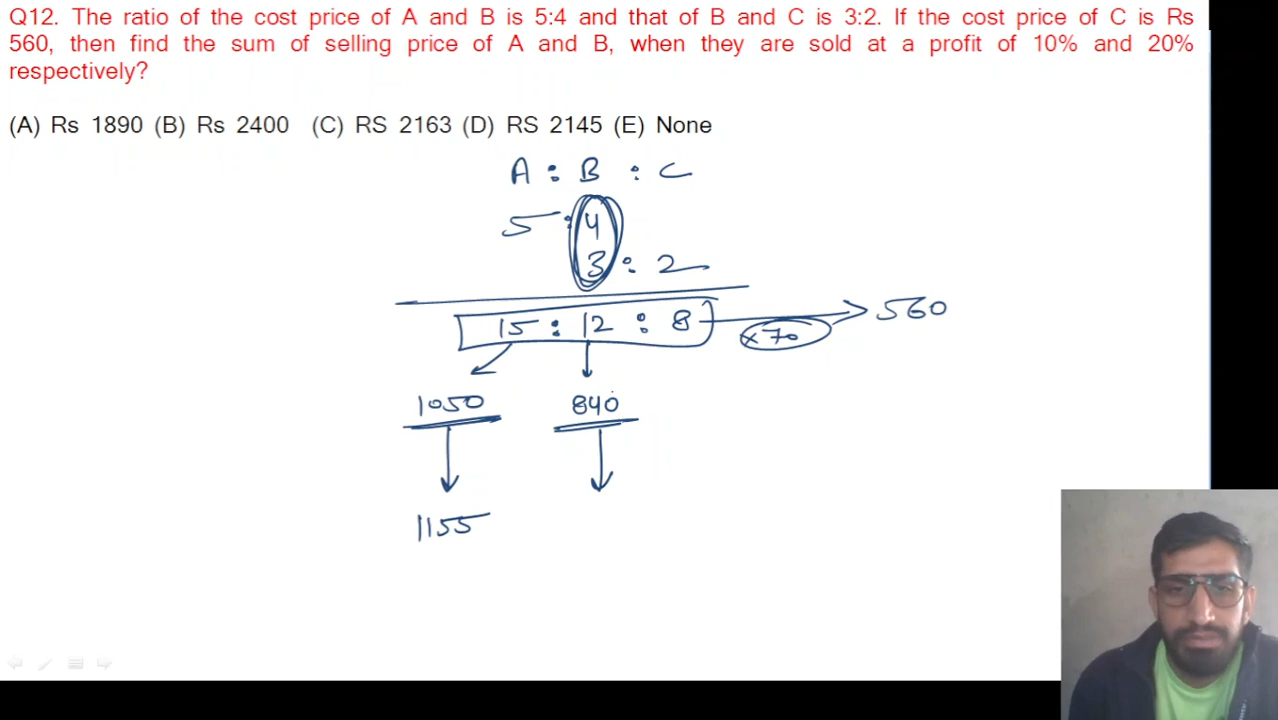 Q12. The ratio of the cost price of A and B is 5:4 and that of B and C is 3:2. If the cost price of C is Rs
560, then find the sum of selling price of A and B, when they are sold at a profit of 10% and 20%
respectively?
(A) Rs 1890 (B) Rs 2400 (C) RS 2163 (D) RS 2145 (E) None
A : B : C
5 : 4
3 : 2
15 : 12 : 8 560
x70
1050 840
1155